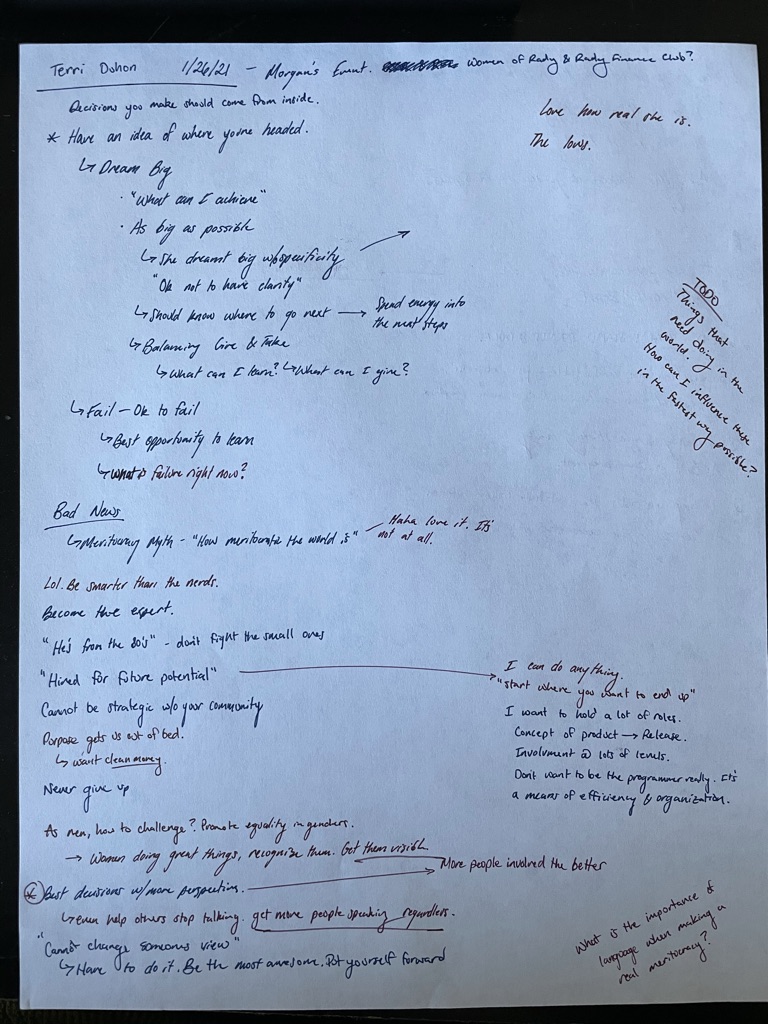 Terri Duhon 1/26/21 - Morgan's Event. Women of Rady & Rady Finance Club?
Decisions you make should come from inside.
Love how real she is.
The lows.
* Have an idea of where you're headed.
↳ Dream Big
· "What can I achieve"
· As big as possible
↳ She dreamt big w/o specificity
"Ok not to have clarity"
↳ Should know where to go next → Spend energy into
the next steps
↳ Balancing Give & Take
↳ What can I learn? ↳ What can I give?
TODO
Things that
need doing in the
world.
How can I influence these
in the fastest way possible?
↳ Fail - Ok to fail
↳ Best opportunity to learn
↳ What is failure right now?
Bad News
↳ Meritocracy Myth - "How meritocratic the world is"
Haha love it. It's
not at all.
Lol. Be smarter than the nerds.
Become the expert.
"He's from the 80's" - don't fight the small ones
"Hired for future potential" → I can do anything.
"start where you want to end up"
I want to hold a lot of roles.
Concept of product → Release.
Involvment @ lots of levels.
Don't want to be the programmer really. It's
a means of efficiency & organization.
Cannot be strategic w/o your community
Purpose gets us out of bed.
↳ want clean money.
Never give up
As men, how to challenge? Promote equality in genders.
→ Women doing great things, recognize them. Get them visible.
* Best decisions w/ more perspectives. → More people involved the better
↳ even help others stop talking. get more people speaking regardless.
"Cannot change someones view"
↳ Have to do it. Be the most awesome. Put yourself forward
What is the importance of
language when making a
real meritocracy?